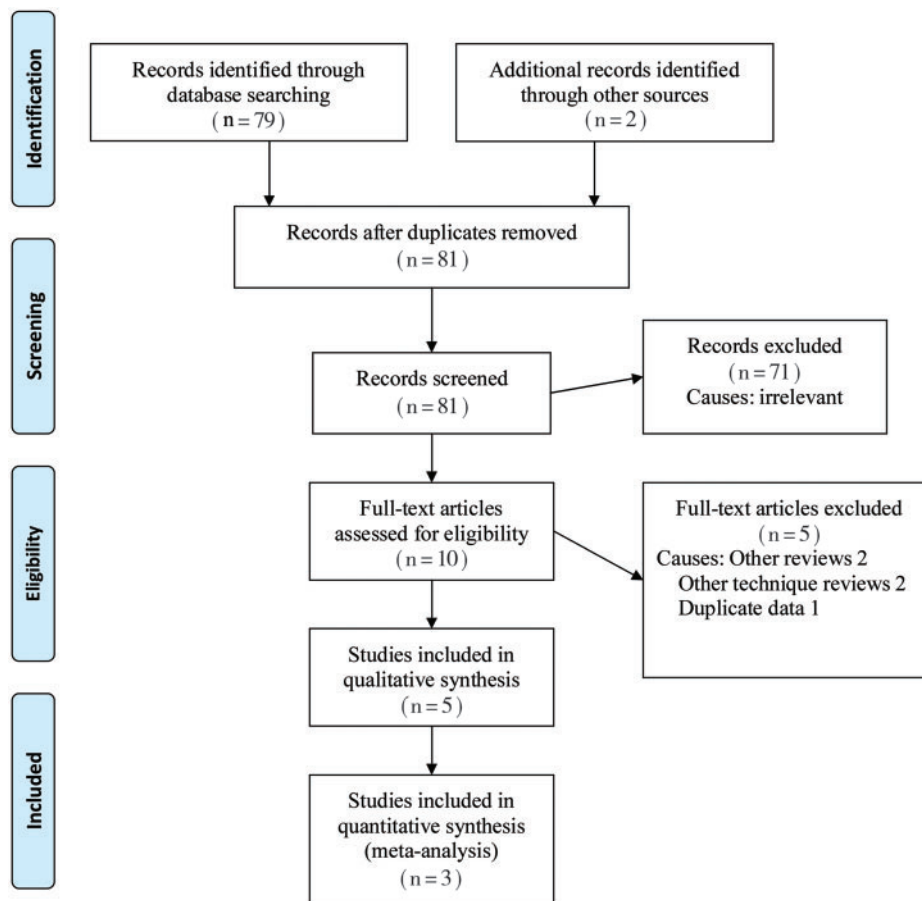 Identification
Records identified through
database searching
(n=79)
Additional records identified
through other sources
(n=2)
Records after duplicates removed
(n=81)
Screening
Records screened
(n=81)
Records excluded
(n=71)
Causes: irrelevant
Eligibility
Full-text articles
assessed for eligibility
(n=10)
Full-text articles excluded
(n=5)
Causes: Other reviews 2
Other technique reviews 2
Duplicate data 1
Studies included in
qualitative synthesis
(n=5)
Included
Studies included in
quantitative synthesis
(meta-analysis)
(n=3)